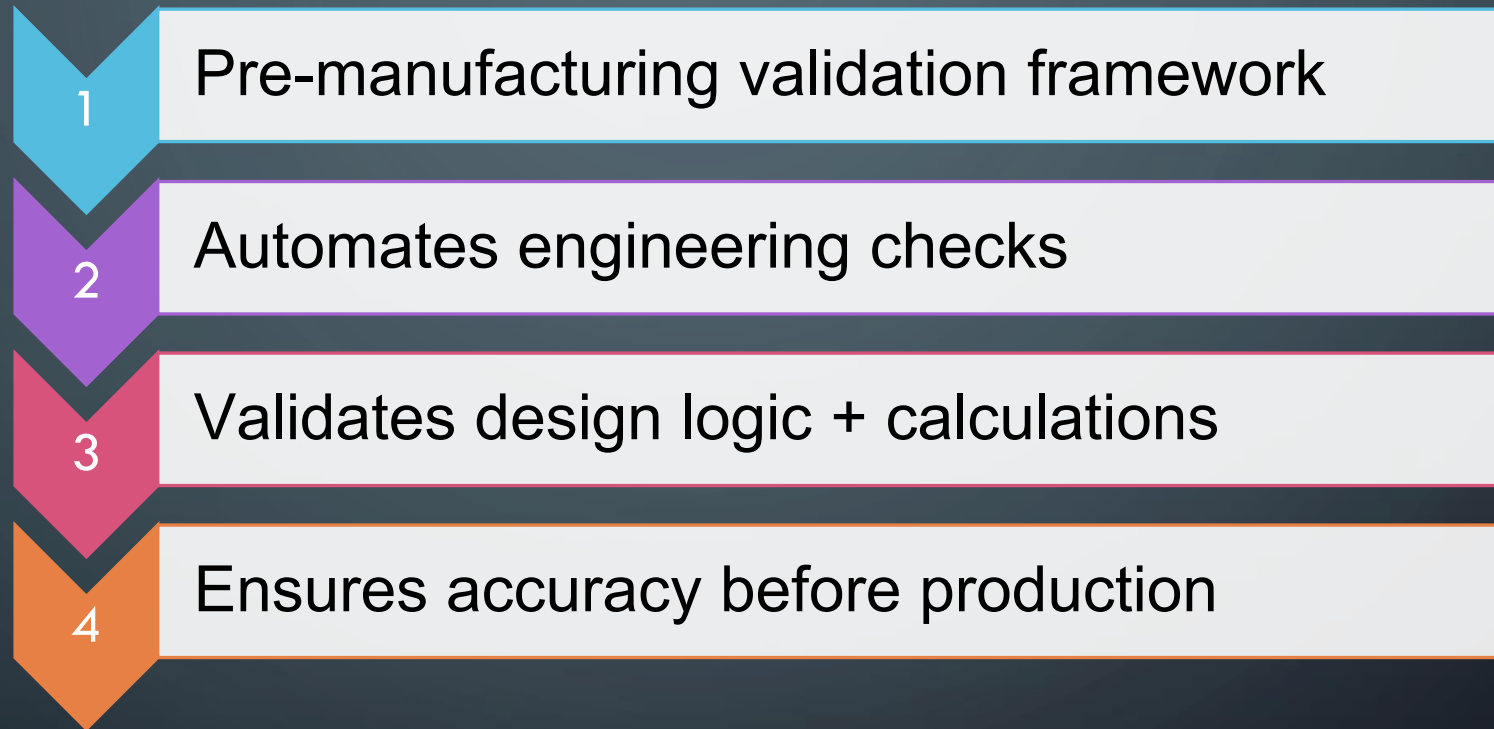 1
Pre-manufacturing validation framework
2
Automates engineering checks
3
Validates design logic + calculations
4
Ensures accuracy before production